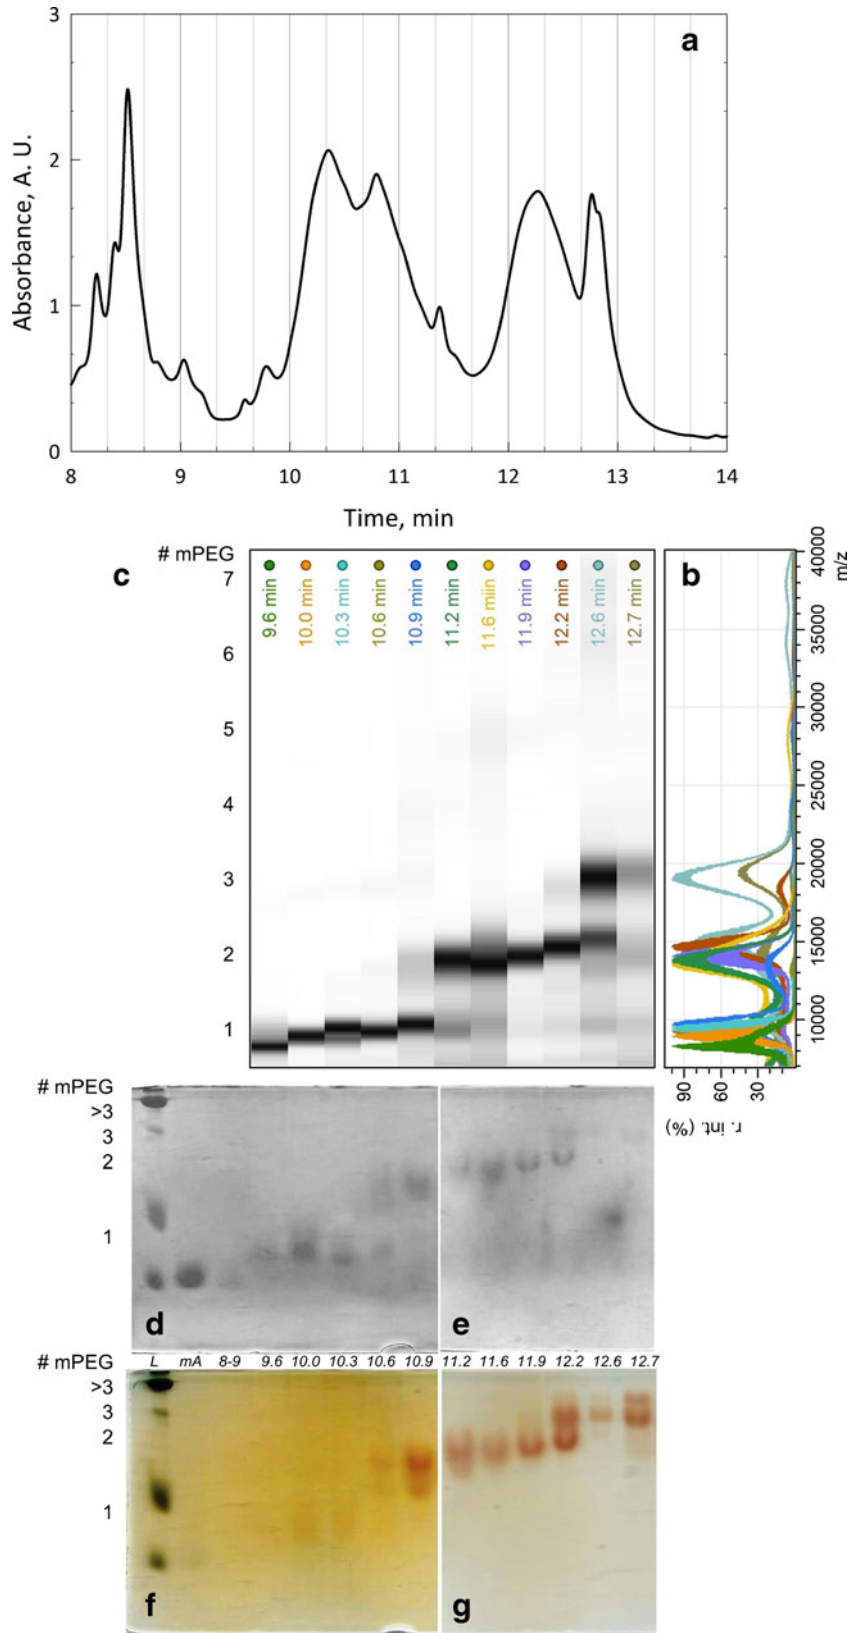 a
3
2
1
0
Absorbance, A. U.
8 9 10 11 12 13 14
Time, min
# mPEG
c
7
6
5
4
3
2
1
9.6 min
10.0 min
10.3 min
10.6 min
10.9 min
11.2 min
11.6 min
11.9 min
12.2 min
12.6 min
12.7 min
b
40000
35000
30000
25000
20000
15000
10000
m/z
90 60 30
r. int. (%)
# mPEG
>3
3
2
1
d
e
# mPEG
L mA 8-9 9.6 10.0 10.3 10.6 10.9 11.2 11.6 11.9 12.2 12.6 12.7
>3
3
2
1
f
g